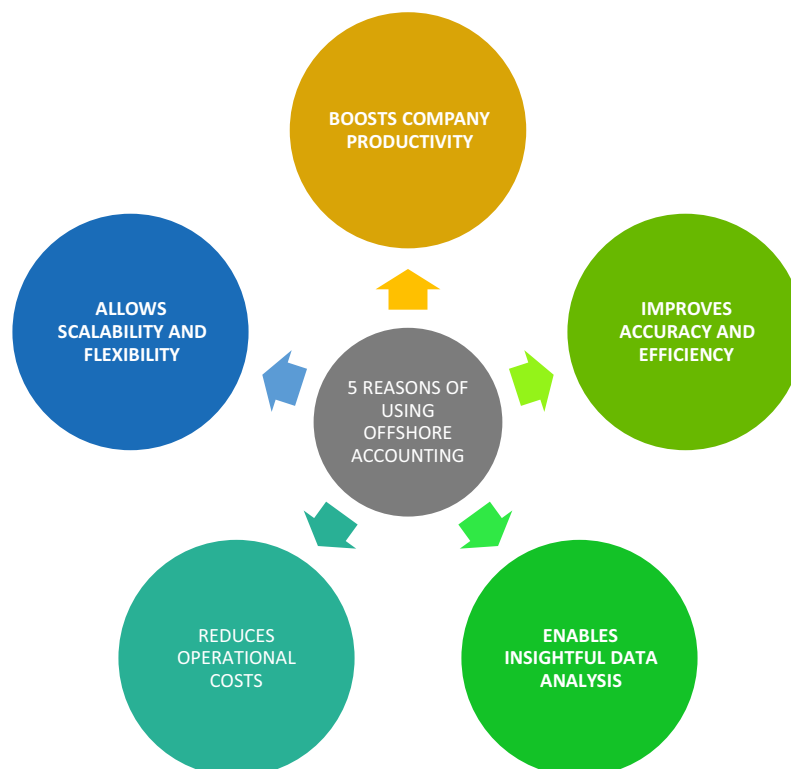 BOOSTS COMPANY
PRODUCTIVITY
ALLOWS
SCALABILITY AND
FLEXIBILITY
IMPROVES
ACCURACY AND
EFFICIENCY
5 REASONS OF
USING
OFFSHORE
ACCOUNTING
REDUCES
OPERATIONAL
COSTS
ENABLES
INSIGHTFUL DATA
ANALYSIS